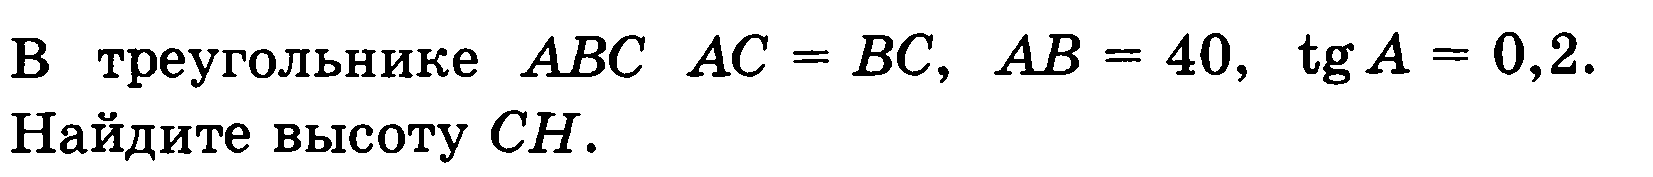 В треугольнике ABC AC = BC, AB = 40, tg A = 0,2.
Найдите высоту CH.